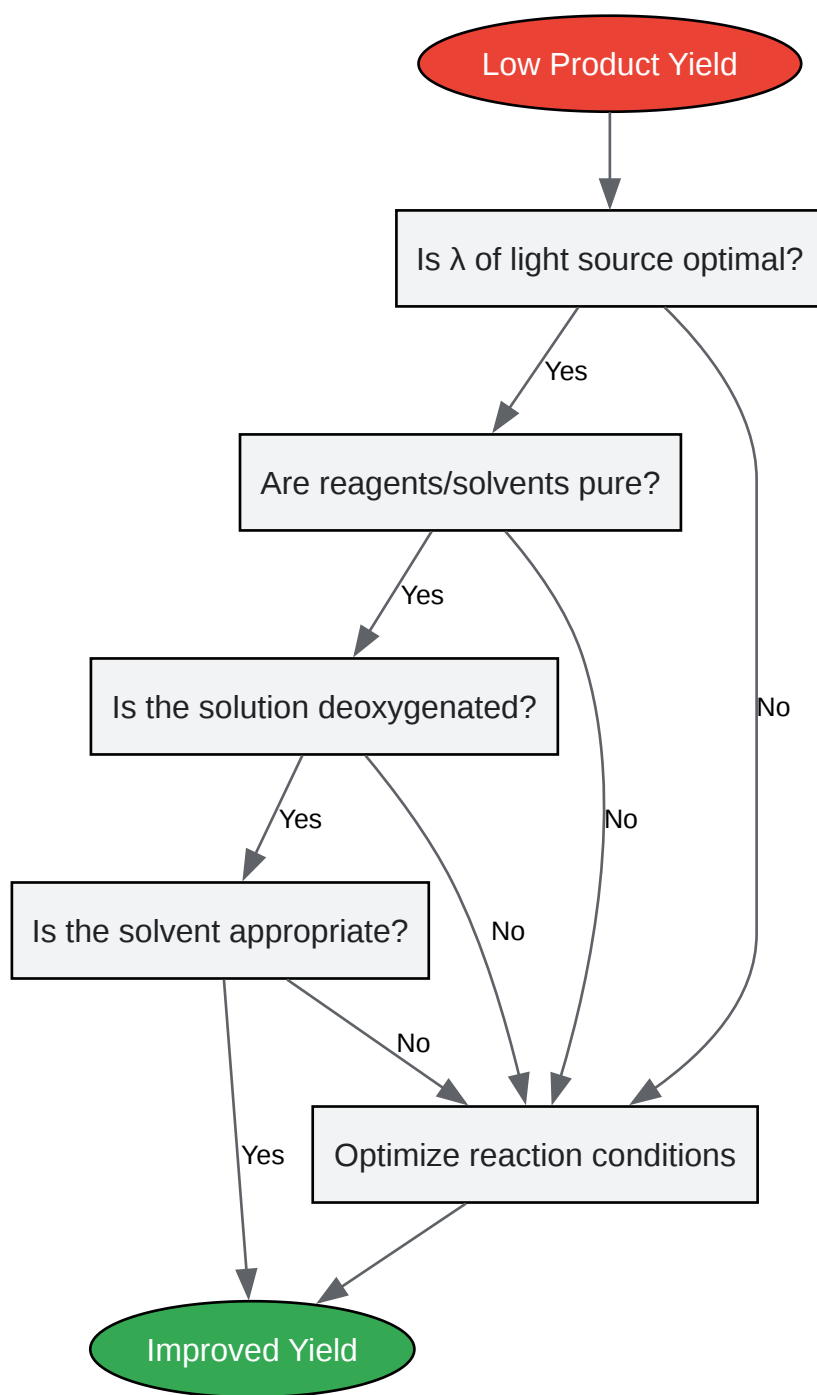 Low Product Yield
Is λ of light source optimal?
Yes
Are reagents/solvents pure?
Yes
Is the solution deoxygenated?
No
Yes
No
Is the solvent appropriate?
No
No
Yes
Optimize reaction conditions
Improved Yield